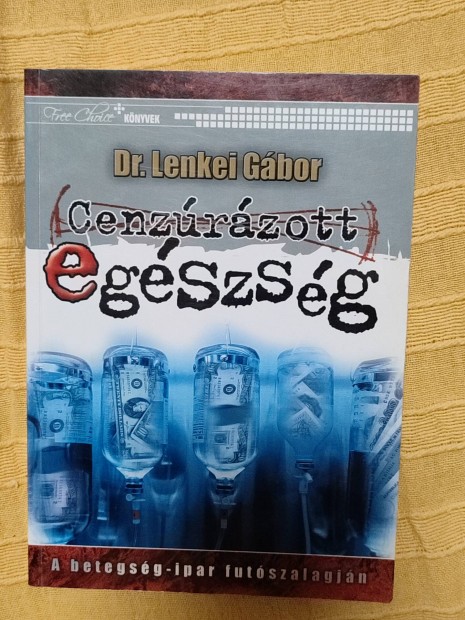 Free Choice KÖNYVEK
Dr. Lenkei Gábor
(Cenzúrázott)
egészség
A betegség-ipar futószalagján